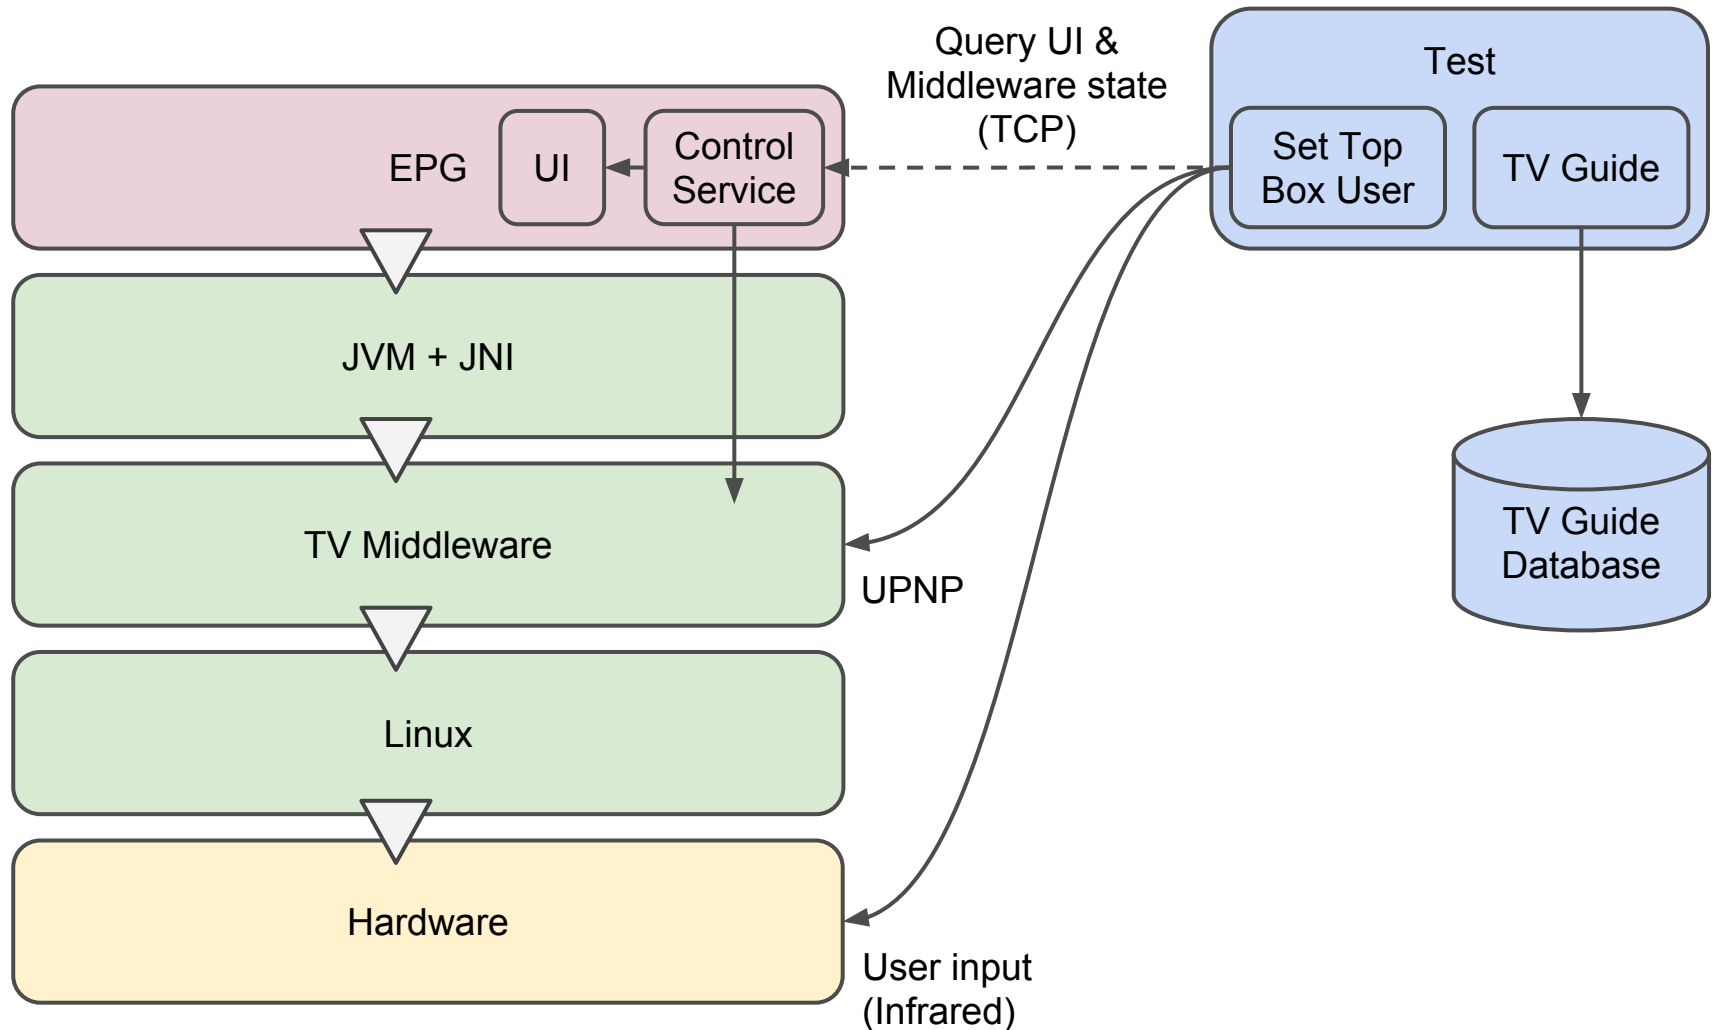 Query UI &
Middleware state
(TCP)
Test
EPG
UI
Control
Service
Set Top
Box User
TV Guide
JVM + JNI
TV Middleware
UPNP
TV Guide
Database
Linux
Hardware
User input
(Infrared)